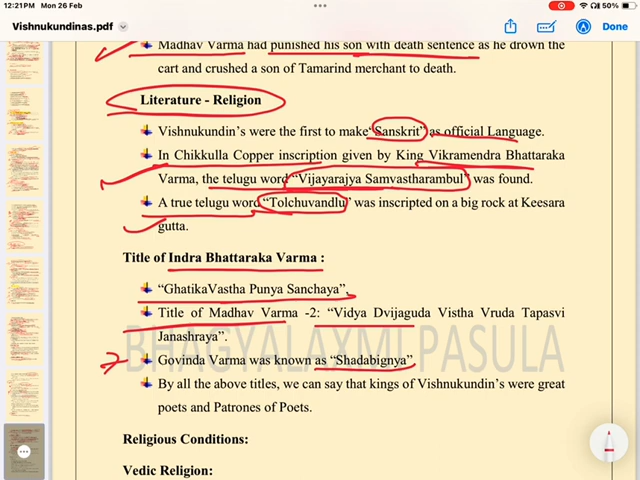 12:21 PM Mon 26 Feb
50%
Vishnukundinas.pdf
Done
Madhav Varma had punished his son with death sentence as he drown the
cart and crushed a son of Tamarind merchant to death.
Literature - Religion
Vishnukundin's were the first to make "Sanskrit" as official Language.
In Chikkulla Copper inscription given by King Vikramendra Bhattaraka
Varma, the telugu word "Vijayarajya Samvastharambul" was found.
A true telugu word "Tolchuvandlu" was inscripted on a big rock at Keesara
gutta.
Title of Indra Bhattaraka Varma :
"GhatikaVastha Punya Sanchaya".
Title of Madhav Varma -2: "Vidya Dvijaguda Vistha Vruda Tapasvi
Janashraya".
Govinda Varma was known as "Shadabignya".
By all the above titles, we can say that kings of Vishnukundin's were great
poets and Patrones of Poets.
BHAGYALAXMI PASULA
Religious Conditions:
Vedic Religion: